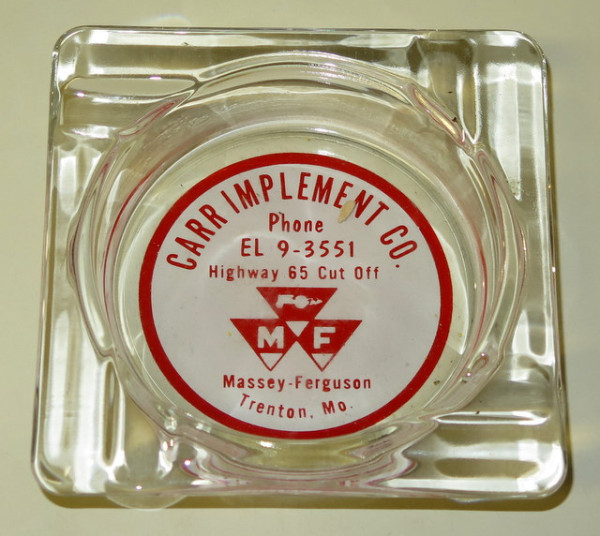 CARR IMPLEMENT CO.
Phone
EL 9-3551
Highway 65 Cut Off
M F
Massey-Ferguson
Trenton, Mo.